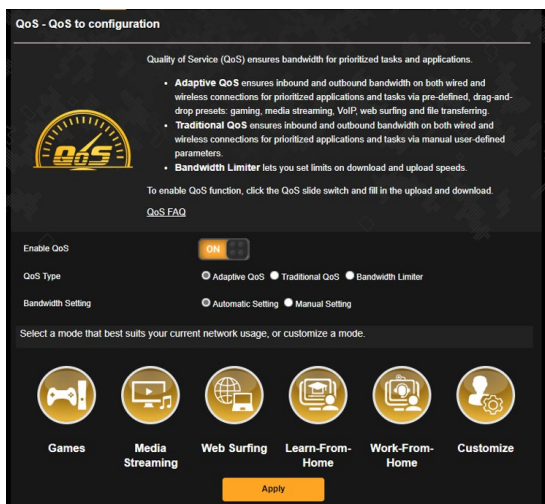 QoS - QoS to configuration
Quality of Service (QoS) ensures bandwidth for prioritized tasks and applications.
• Adaptive QoS ensures inbound and outbound bandwidth on both wired and
wireless connections for prioritized applications and tasks via pre-defined, drag-and-
drop presets: gaming, media streaming, VoIP, web surfing and file transferring.
• Traditional QoS ensures inbound and outbound bandwidth on both wired and
wireless connections for prioritized applications and tasks via manual user-defined
parameters.
• Bandwidth Limiter lets you set limits on download and upload speeds.
To enable QoS function, click the QoS slide switch and fill in the upload and download.
QoS
QoS FAQ
Enable QoS ON
QoS Type Adaptive QoS Traditional QoS Bandwidth Limiter
Bandwidth Setting Automatic Setting Manual Setting
Select a mode that best suits your current network usage, or customize a mode.
Games Media Streaming Web Surfing Learn-From-Home Work-From-Home Customize
Apply